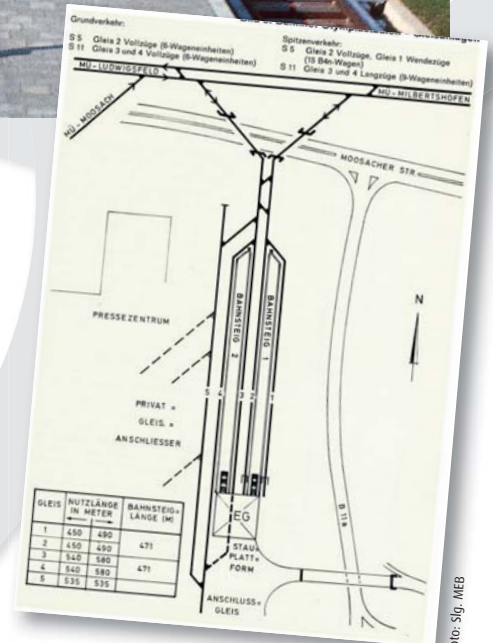 Grundverkehr:
S 5 Gleis 2 Vollzüge (6-Wageneinheiten)
S 11 Gleis 3 und 4 Vollzüge (6-Wageneinheiten)
Spitzenverkehr:
S 5 Gleis 2 Vollzüge, Gleis 1 Wendezüge
(15 B4n-Wagen)
S 11 Gleis 3 und 4 Langzüge (9-Wageneinheiten)
MÜ-LUDWIGSFELD
MÜ-MILBERTSHOFEN
MÜ-MOOSACH
MOOSACHER STR.
N
BAHNSTEIG 2
BAHNSTEIG 1
PRESSEZENTRUM
5 4 3 2 1
PRIVAT=
GLEIS.=
ANSCHLIESSER
B 11a
EG
STAU=
PLATT=
FORM
ANSCHLUSS=
GLEIS
GLEIS NUTZLÄNGE IN METER BAHNSTEIG=LÄNGE (M)
1 450 490
2 450 490 471
3 540 580
4 540 580 471
5 535 535
Foto: Slg. MEB